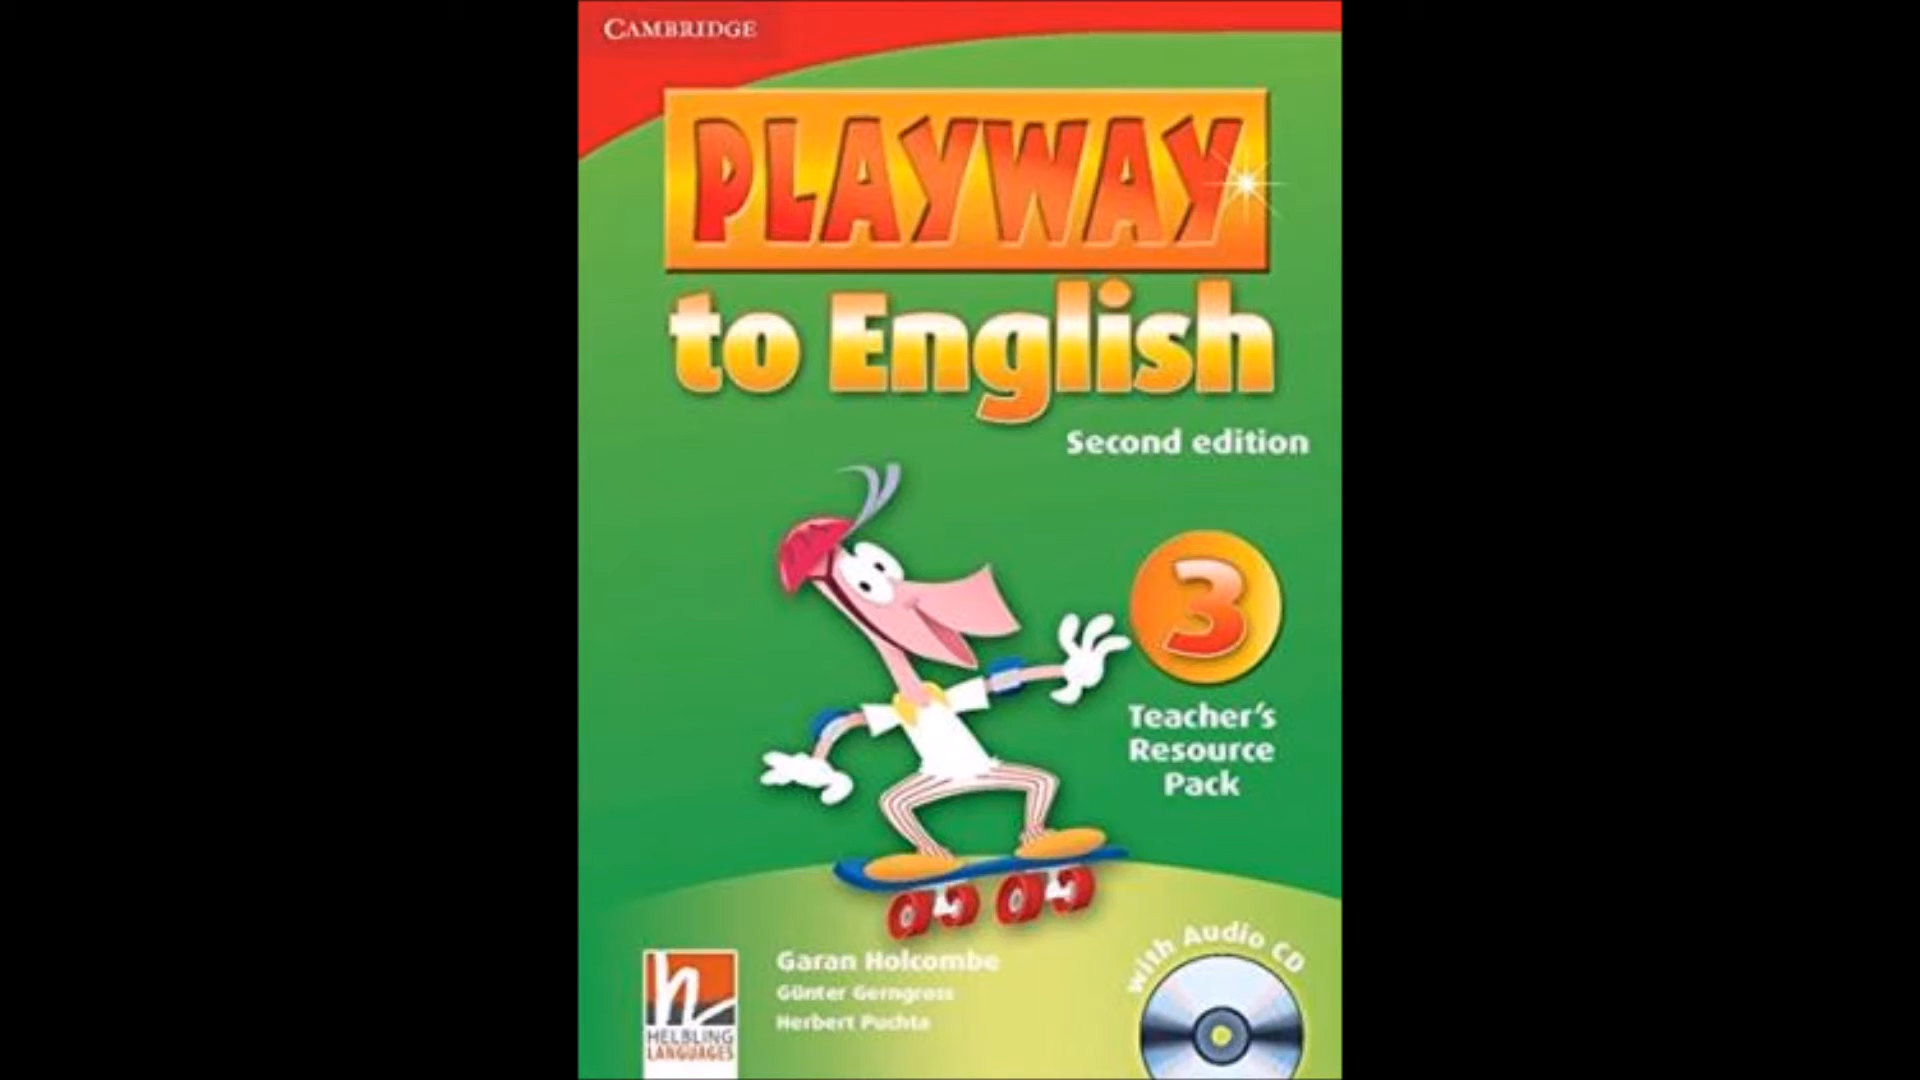 CAMBRIDGE
PLAYWAY
to English
Second edition
3
Teacher's
Resource
Pack
with Audio CD
Garan Holcombe
Günter Gerngross
Herbert Puchta
h
HELBLING
LANGUAGES